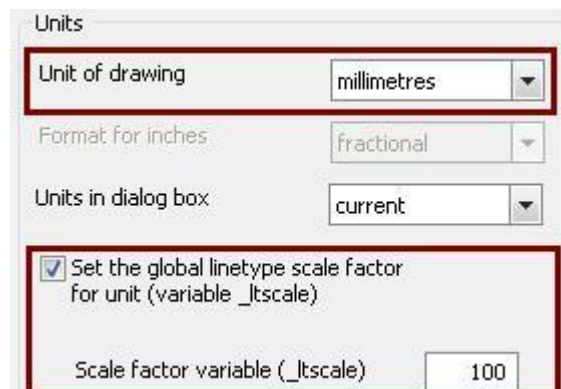 Units
Unit of drawing millimetres
Format for inches fractional
Units in dialog box current
Set the global linetype scale factor
for unit (variable _ltscale)
Scale factor variable (_ltscale) 100